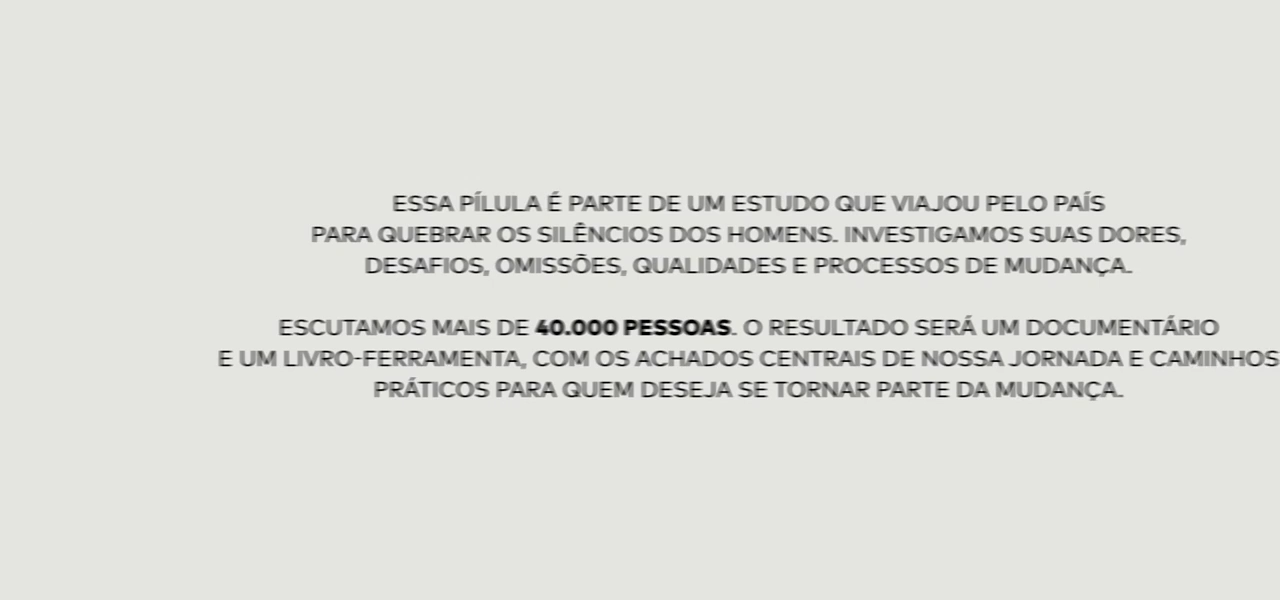 ESSA PÍLULA É PARTE DE UM ESTUDO QUE VIAJOU PELO PAÍS
PARA QUEBRAR OS SILÊNCIOS DOS HOMENS. INVESTIGAMOS SUAS DORES,
DESAFIOS, OMISSÕES, QUALIDADES E PROCESSOS DE MUDANÇA.
ESCUTAMOS MAIS DE 40.000 PESSOAS. O RESULTADO SERÁ UM DOCUMENTÁRIO
E UM LIVRO-FERRAMENTA, COM OS ACHADOS CENTRAIS DE NOSSA JORNADA E CAMINHOS
PRÁTICOS PARA QUEM DESEJA SE TORNAR PARTE DA MUDANÇA.